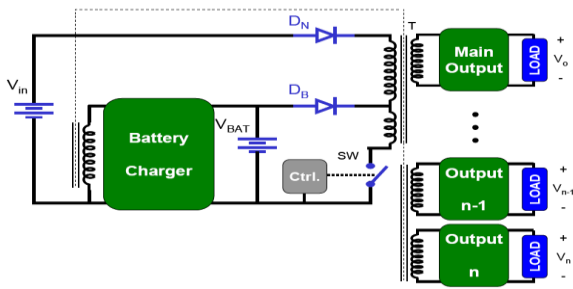 D_N
T
V_in
Main
Output
LOAD
+
V_o
-
D_B
Battery
Charger
V_BAT
SW
Ctrl.
Output
n-1
LOAD
+
V_n-1
-
Output
n
LOAD
+
V_n
-